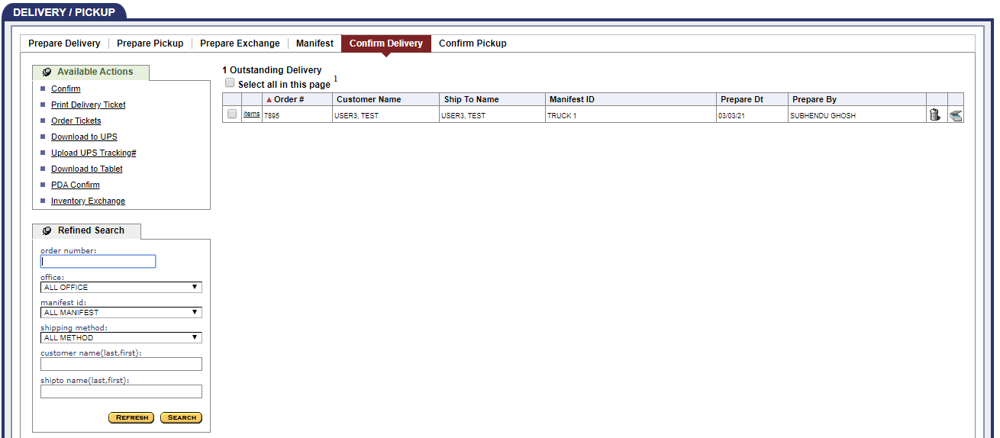 DELIVERY / PICKUP
Prepare Delivery Prepare Pickup Prepare Exchange Manifest Confirm Delivery Confirm Pickup
Available Actions
Confirm
Print Delivery Ticket
Order Tickets
Download to UPS
Upload UPS Tracking#
Download to Tablet
PDA Confirm
Inventory Exchange
Refined Search
order number:
office:
ALL OFFICE
manifest id:
ALL MANIFEST
shipping method:
ALL METHOD
customer name(last,first):
shipto name(last,first):
REFRESH SEARCH
1 Outstanding Delivery
Select all in this page 1
Order # Customer Name Ship To Name Manifest ID Prepare Dt Prepare By
items 7895 USER3, TEST USER3, TEST TRUCK 1 03/03/21 SUBHENDU GHOSH